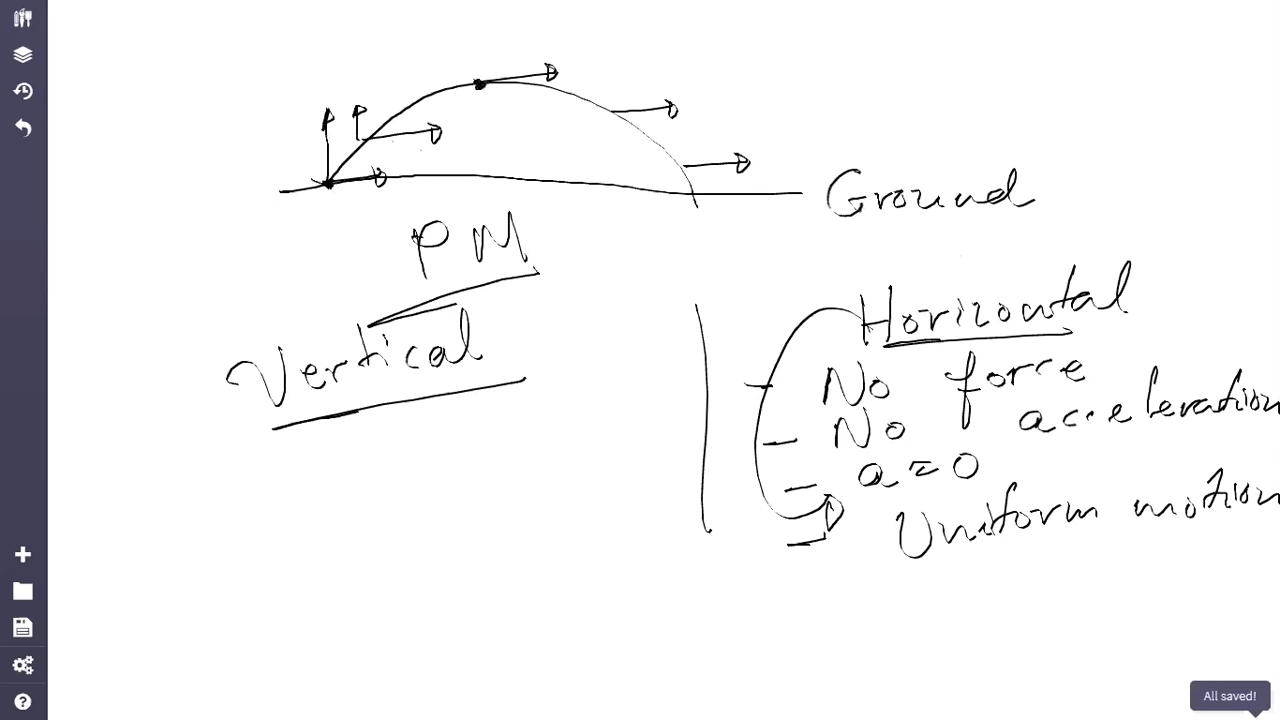 Ground
PM
Vertical
Horizontal
- No force
- No acceleration
- a = 0
- Uniform motion
All saved!